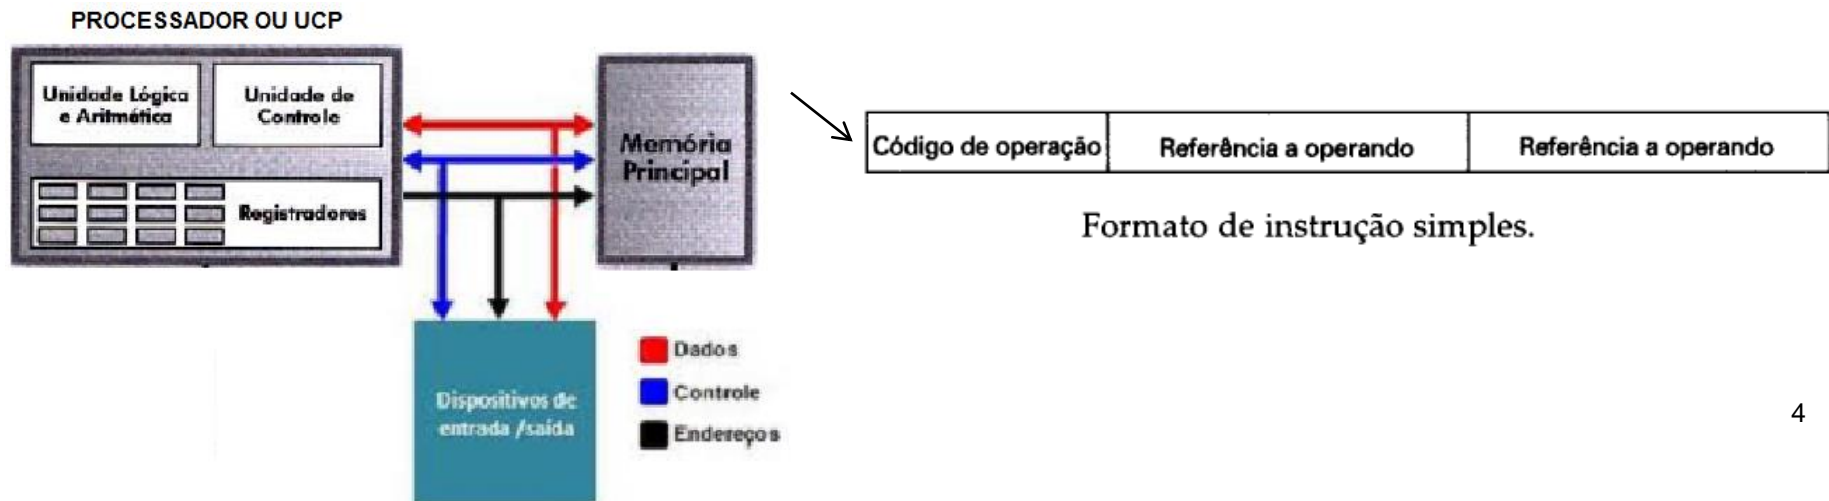 PROCESSADOR OU UCP
Unidade Lógica
e Aritmética
Unidade de
Controle
Registradores
Memória
Principal
Dispositivos de
entrada /saída
Dados
Controle
Endereços
Código de operação
Referência a operando
Referência a operando
Formato de instrução simples.
4